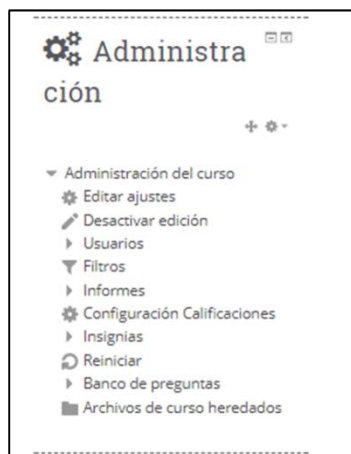 Administra
ción
Administración del curso
Editar ajustes
Desactivar edición
Usuarios
Filtros
Informes
Configuración Calificaciones
Insignias
Reiniciar
Banco de preguntas
Archivos de curso heredados